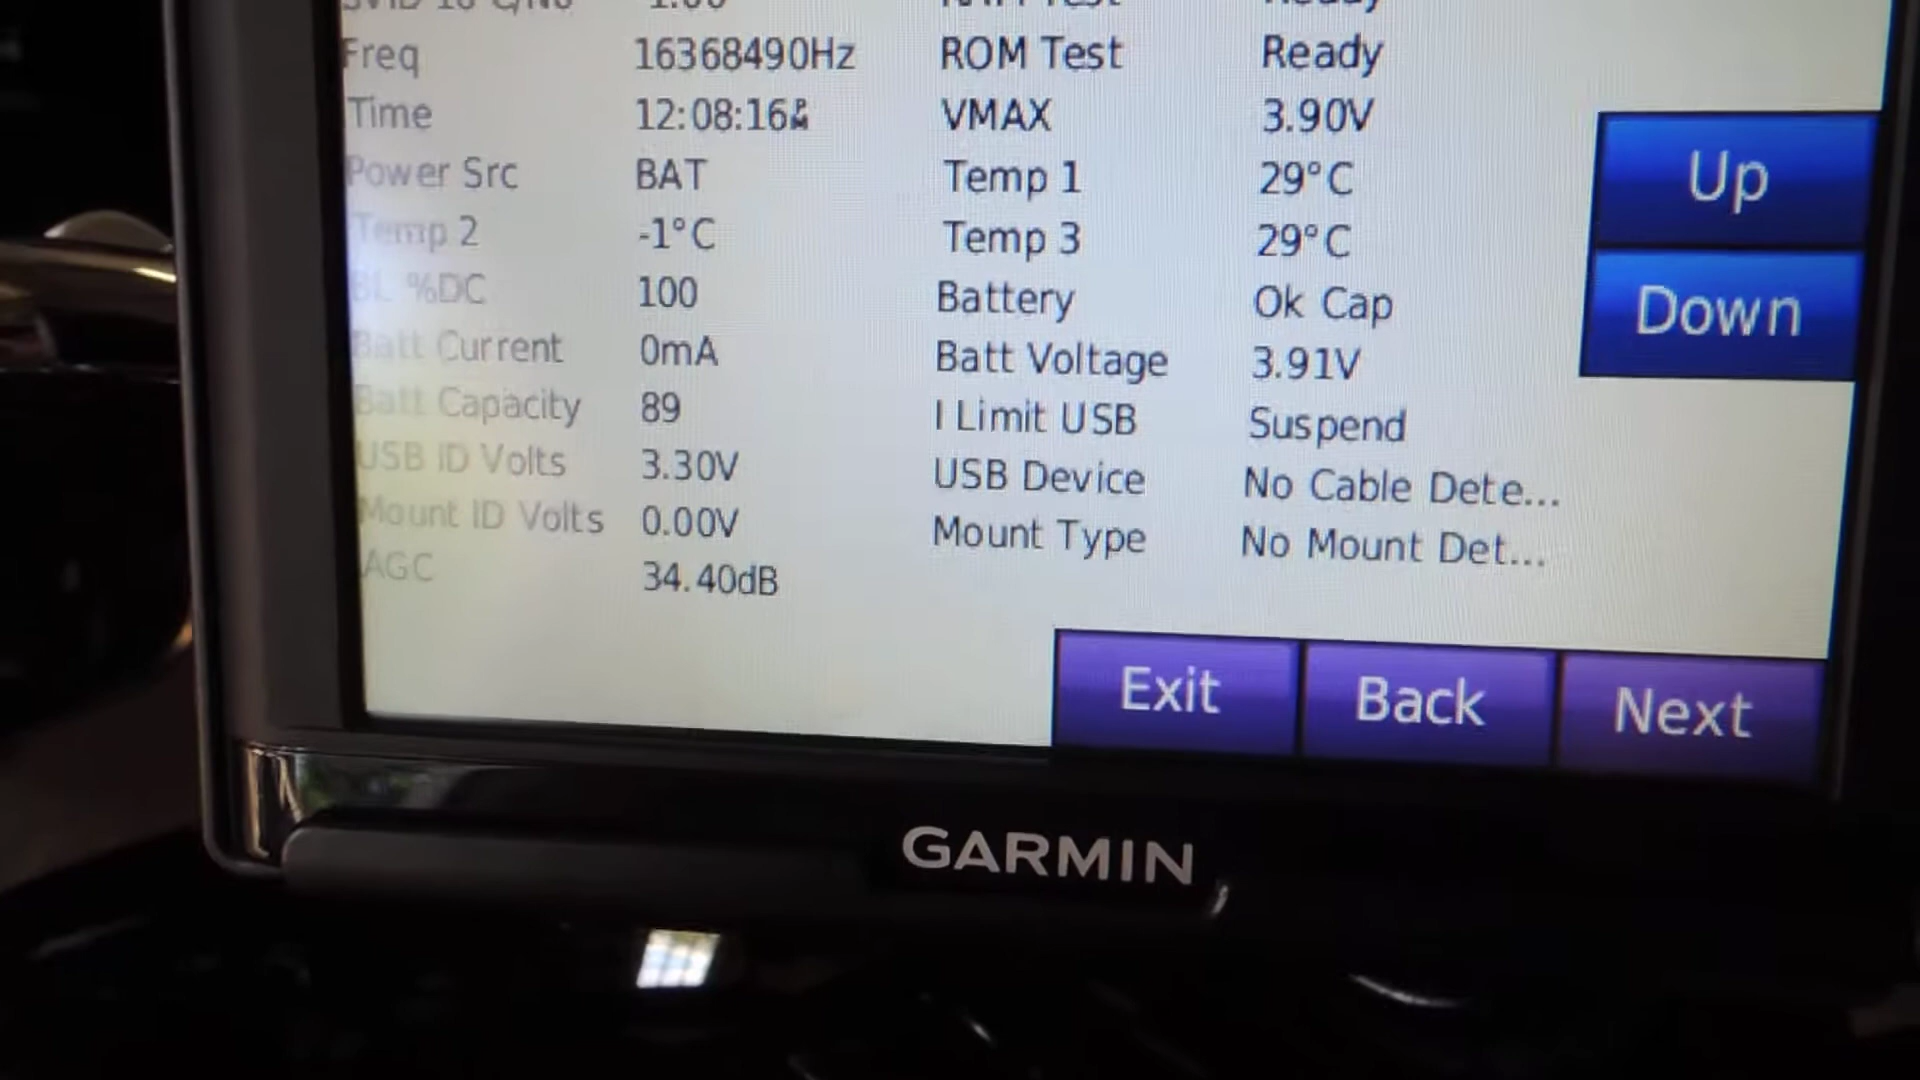 Freq 16368490Hz ROM Test Ready
Time 12:08:16PM VMAX 3.90V
Power Src BAT Temp 1 29°C
Temp 2 -1°C Temp 3 29°C
BL %DC 100 Battery Ok Cap
Batt Current 0mA Batt Voltage 3.91V
Batt Capacity 89 I Limit USB Suspend
USB ID Volts 3.30V USB Device No Cable Dete...
Mount ID Volts 0.00V Mount Type No Mount Det...
AGC 34.40dB
Up
Down
Exit Back Next
GARMIN